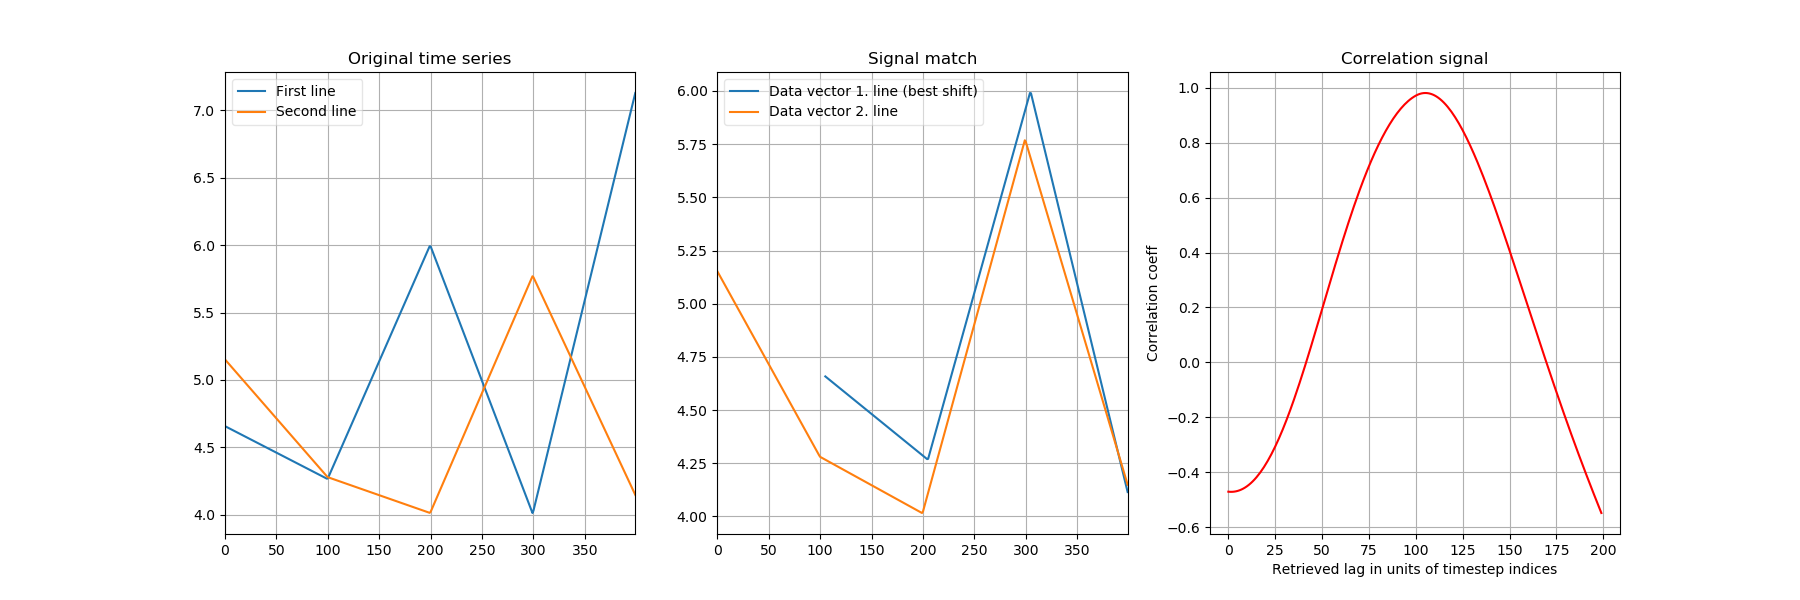 Original time series
First line
Second line
7.0
6.5
6.0
5.5
5.0
4.5
4.0
0 50 100 150 200 250 300 350
Signal match
Data vector 1. line (best shift)
Data vector 2. line
6.00
5.75
5.50
5.25
5.00
4.75
4.50
4.25
4.00
0 50 100 150 200 250 300 350
Correlation signal
Correlation coeff
1.0
0.8
0.6
0.4
0.2
0.0
−0.2
−0.4
−0.6
0 25 50 75 100 125 150 175 200
Retrieved lag in units of timestep indices